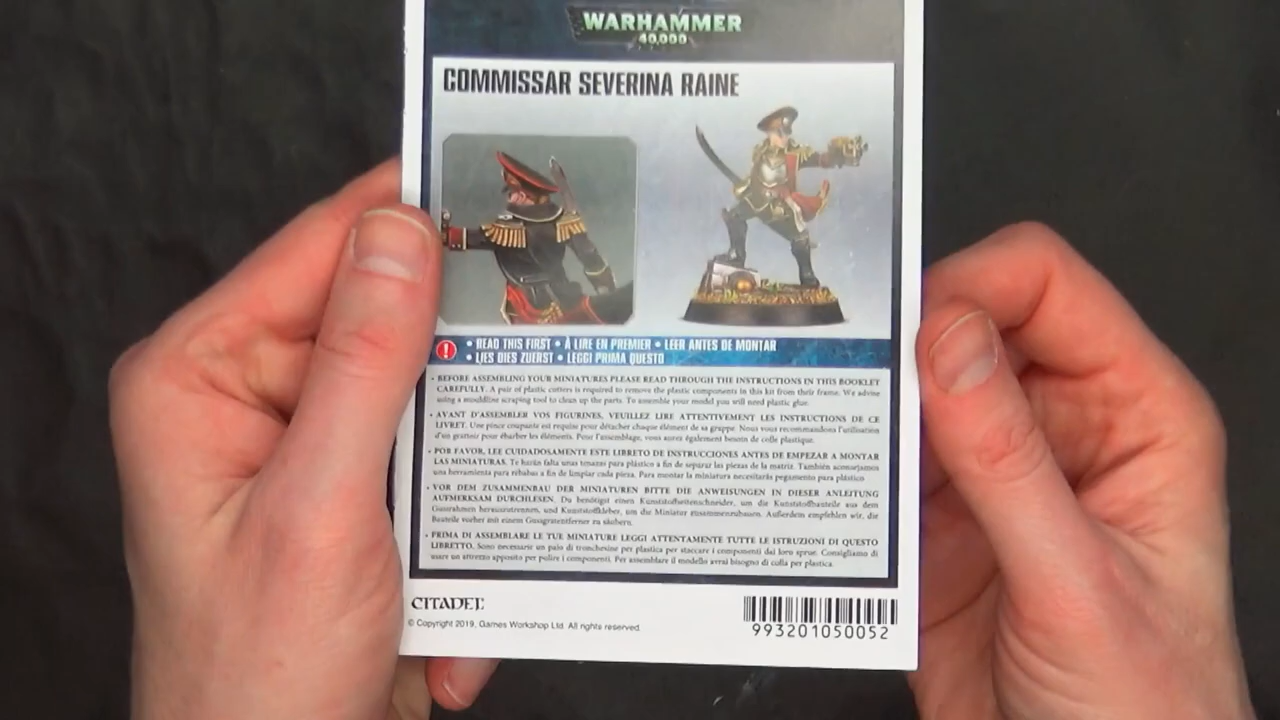 WARHAMMER
40,000
COMMISSAR SEVERINA RAINE
• READ THIS FIRST • À LIRE EN PREMIER • LEER ANTES DE MONTAR
• LIES DIES ZUERST • LEGGI PRIMA QUESTO
• BEFORE ASSEMBLING YOUR MINIATURES PLEASE READ THROUGH THE INSTRUCTIONS IN THIS BOOKLET
CAREFULLY. A pair of plastic cutters is required to remove the plastic components in this kit from their frame. We advise
using a mouldline scraping tool to clean up the parts. To assemble your model you will need plastic glue.
• AVANT D'ASSEMBLER VOS FIGURINES, VEUILLEZ LIRE ATTENTIVEMENT LES INSTRUCTIONS DE CE
LIVRET. Une pince coupante est requise pour détacher chaque élément de sa grappe. Nous vous recommandons l'utilisation
d'un grattoir pour ébarber les éléments. Pour l'assemblage, vous aurez également besoin de colle plastique.
• POR FAVOR, LEE CUIDADOSAMENTE ESTE LIBRETO DE INSTRUCCIONES ANTES DE EMPEZAR A MONTAR
LAS MINIATURAS. Te harán falta unas tenazas para plástico a fin de separar las piezas de la matriz. También aconsejamos
una herramienta para rebabas a fin de limpiar cada pieza. Para montar la miniatura necesitarás pegamento para plástico
• VOR DEM ZUSAMMENBAU DER MINIATUREN BITTE DIE ANWEISUNGEN IN DIESER ANLEITUNG
AUFMERKSAM DURCHLESEN. Du benötigst einen Kunststoffseitenschneider, um die Kunststoffbauteile aus dem
Gussrahmen herauszutrennen, und Kunststoffkleber, um die Miniatur zusammenzubauen. Außerdem empfehlen wir, die
Bauteile vorher mit einem Gussgratentferner zu säubern.
• PRIMA DI ASSEMBLARE LE TUE MINIATURE LEGGI ATTENTAMENTE TUTTE LE ISTRUZIONI DI QUESTO
LIBRETTO. Sono necessarie un paio di tronchesine per plastica per staccare i componenti dal loro sprue. Consigliamo di
usare un attrezzo apposito per pulire i componenti. Per assemblare il modello avrai bisogno di colla per plastica.
CITADEL
© Copyright 2019, Games Workshop Ltd. All rights reserved.
993201050052